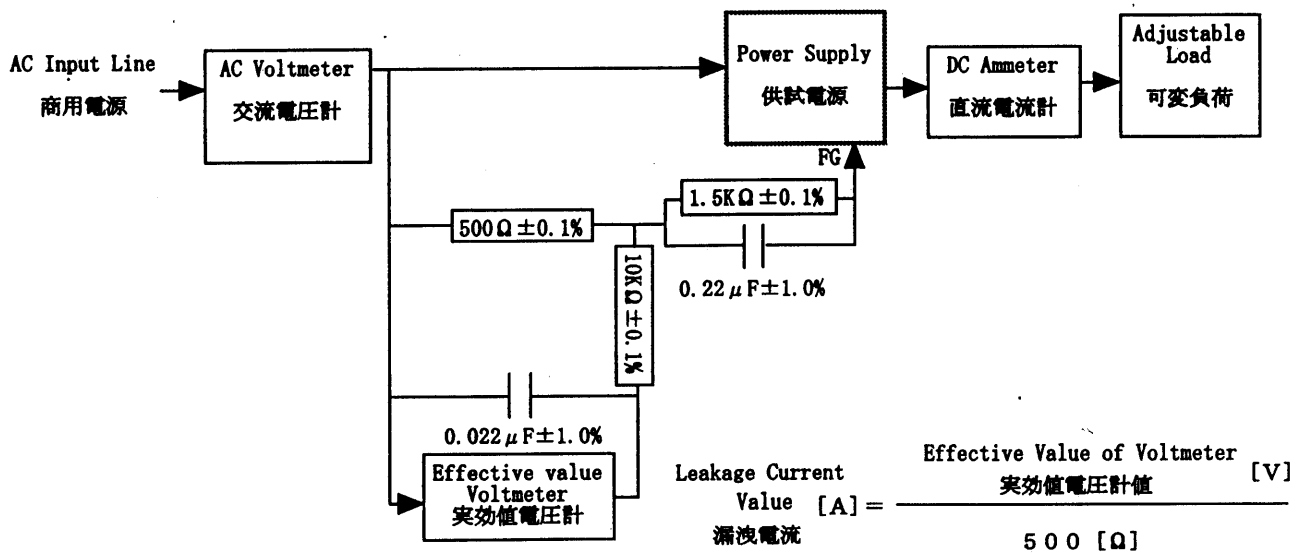 AC Input Line
商用電源
AC Voltmeter
交流電圧計
Power Supply
供試電源
DC Ammeter
直流電流計
Adjustable
Load
可変負荷
FG
500Ω±0.1%
1.5KΩ±0.1%
0.22μF±1.0%
10KΩ±0.1%
0.022μF±1.0%
Effective value
Voltmeter
実効値電圧計
Leakage Current
Value [A]=
漏洩電流
Effective Value of Voltmeter
実効値電圧計値 [V]
500 [Ω]